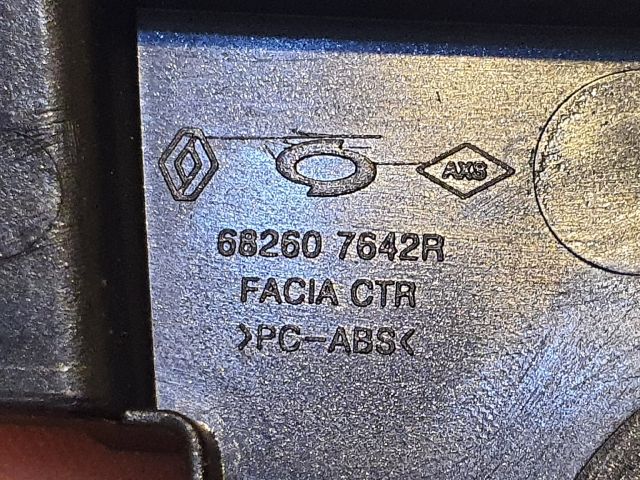 AXS
68260 7642R
FACIA CTR
>PC-ABS<